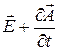 E⃗ + ∂A⃗/∂t